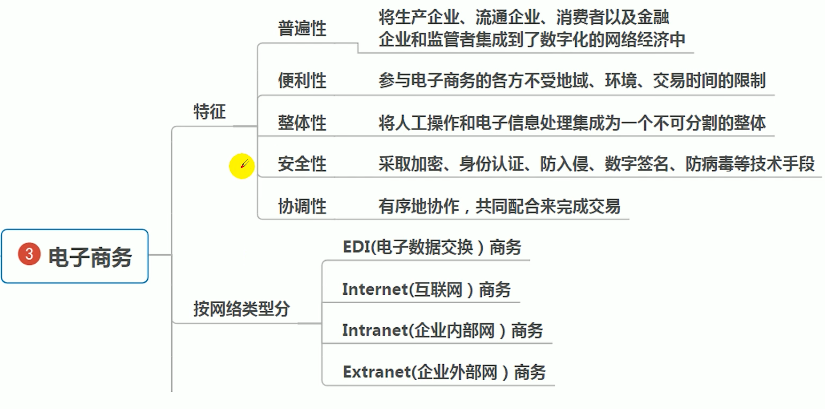 普遍性
将生产企业、流通企业、消费者以及金融
企业和监管者集成到了数字化的网络经济中
便利性
参与电子商务的各方不受地域、环境、交易时间的限制
特征
整体性
将人工操作和电子信息处理集成为一个不可分割的整体
安全性
采取加密、身份认证、防入侵、数字签名、防病毒等技术手段
协调性
有序地协作，共同配合来完成交易
3 电子商务
EDI(电子数据交换）商务
Internet(互联网）商务
按网络类型分
Intranet(企业内部网）商务
Extranet(企业外部网）商务